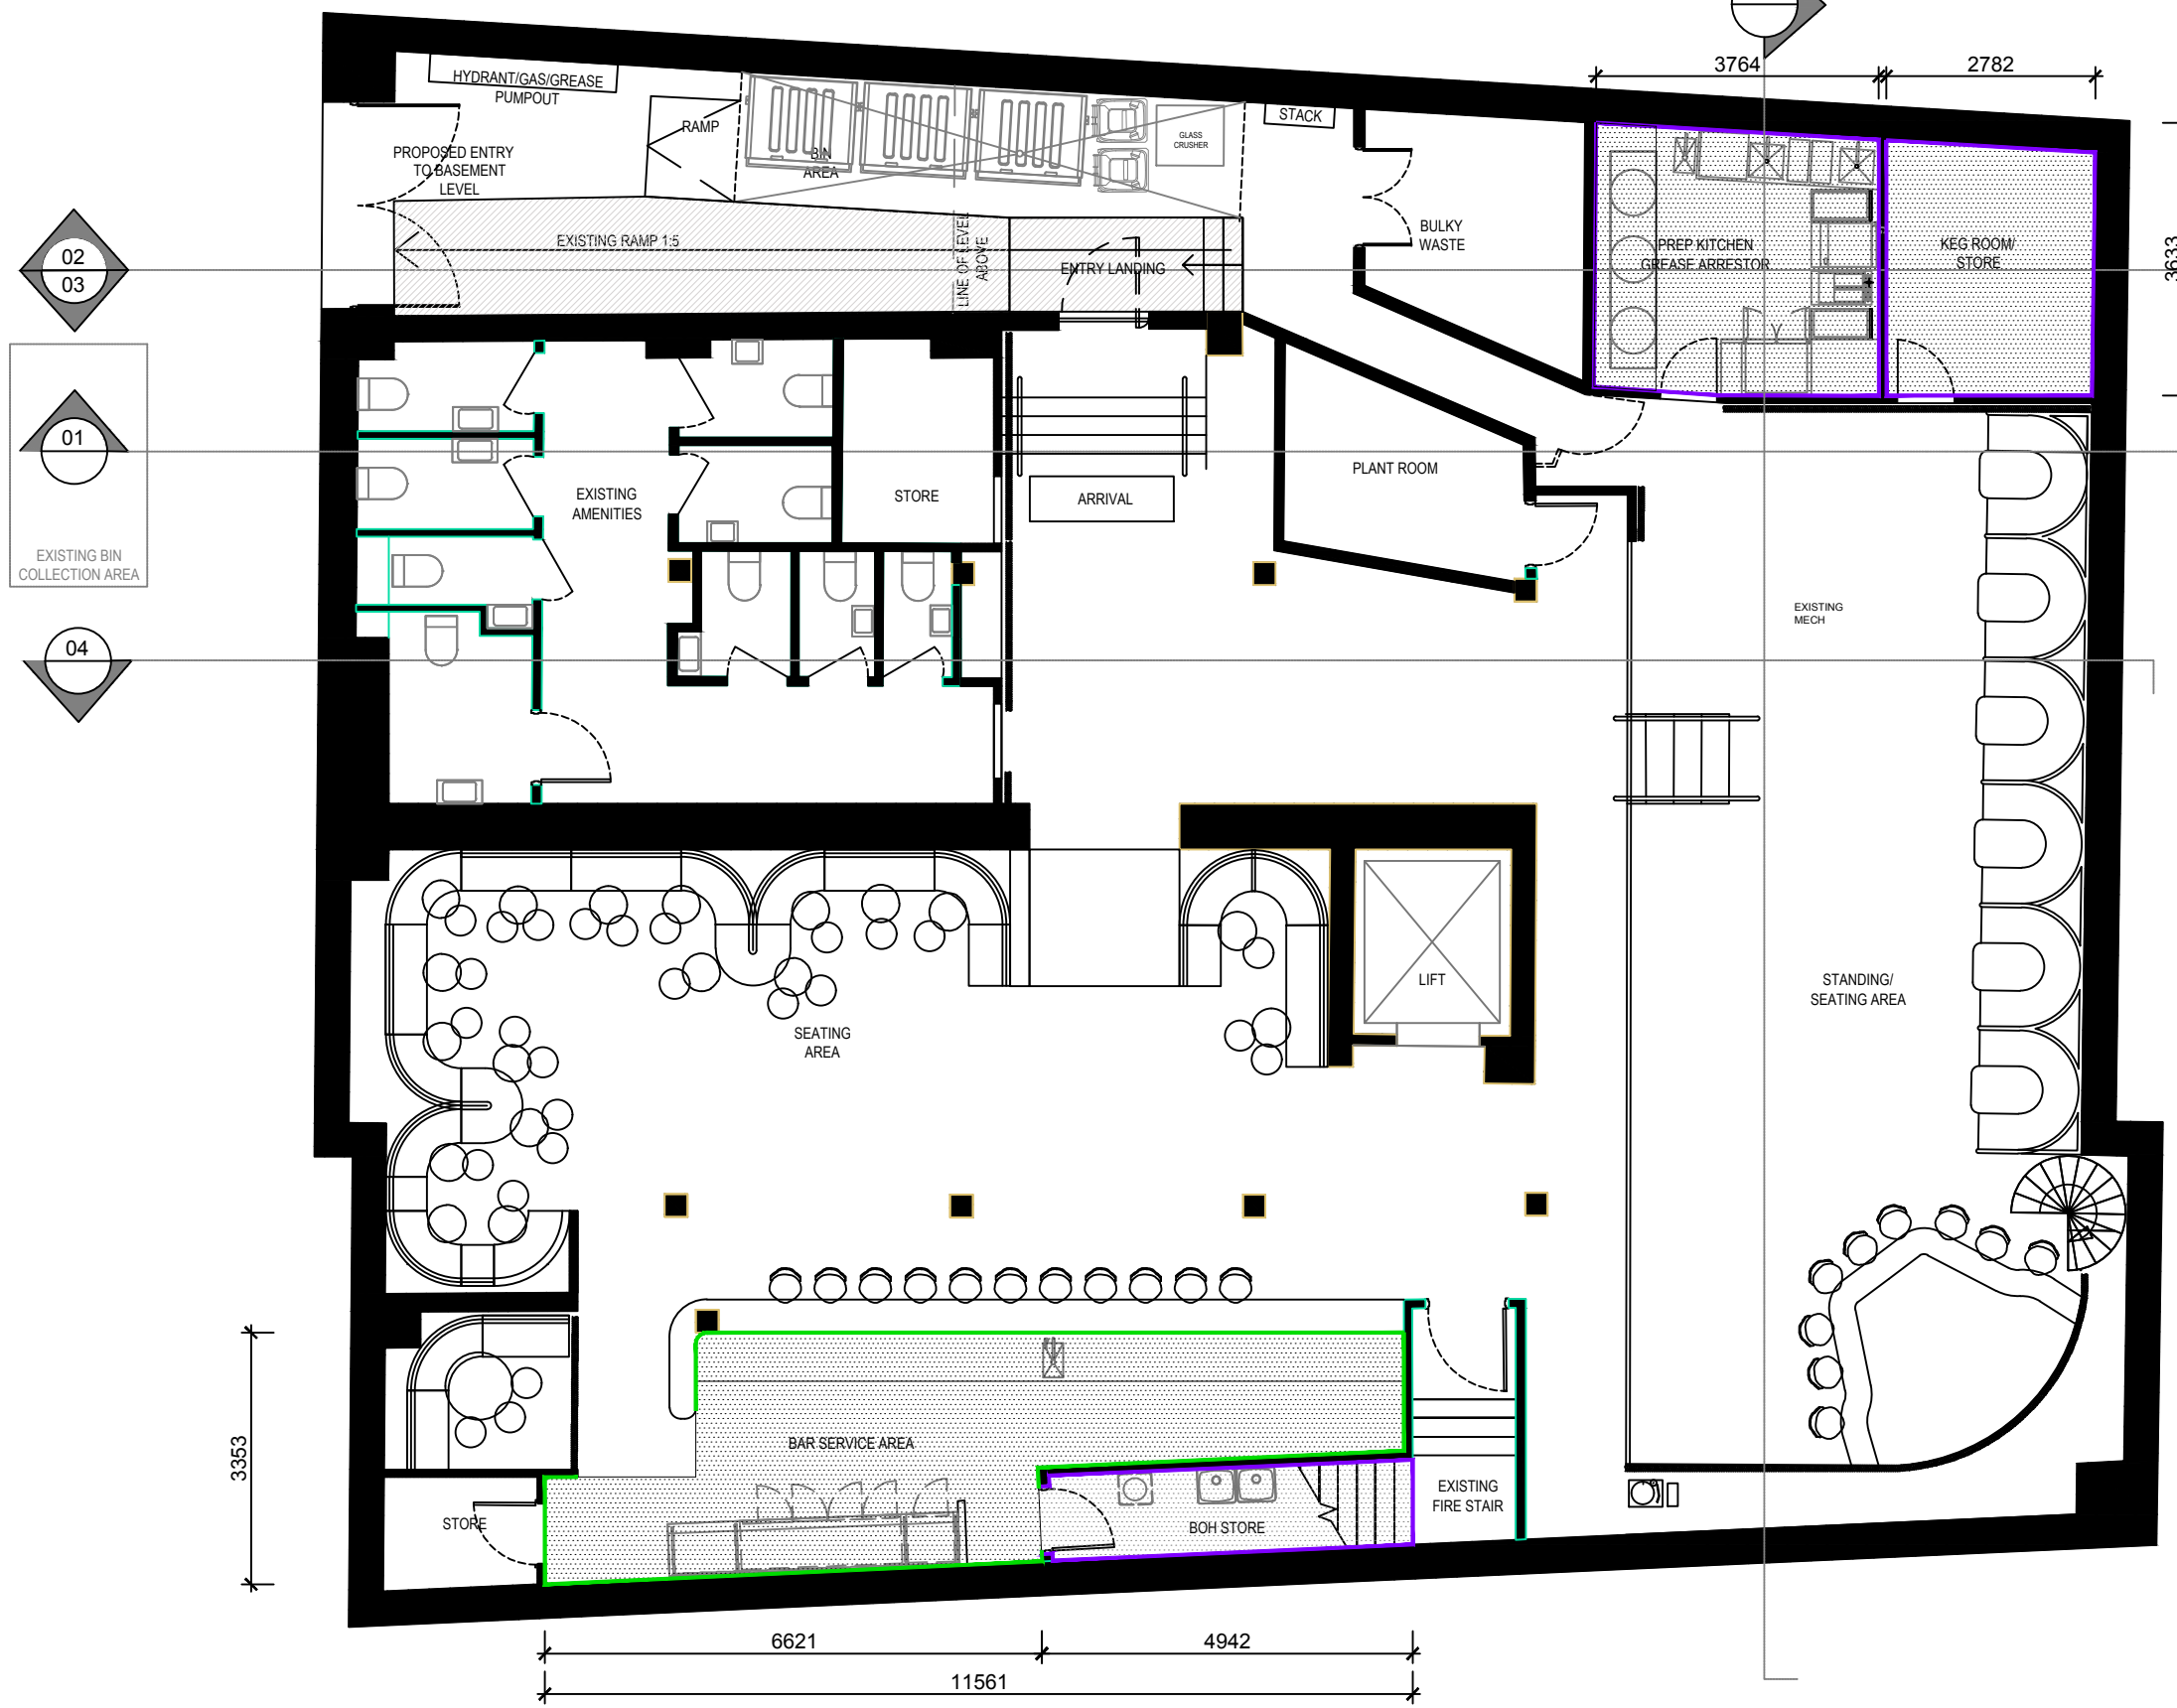 3764
2782
HYDRANT/GAS/GREASE
PUMPOUT
RAMP
STACK
GLASS
CRUSHER
PROPOSED ENTRY
TO BASEMENT
LEVEL
BIN
AREA
EXISTING RAMP 1:5
LINE OF LEVEL
ABOVE
ENTRY LANDING
BULKY
WASTE
PREP KITCHEN
GREASE ARRESTOR
KEG ROOM/
STORE
3633
02
03
01
EXISTING BIN
COLLECTION AREA
04
EXISTING
AMENITIES
STORE
ARRIVAL
PLANT ROOM
EXISTING
MECH
LIFT
SEATING
AREA
STANDING/
SEATING AREA
3353
BAR SERVICE AREA
STORE
BOH STORE
EXISTING
FIRE STAIR
6621
4942
11561